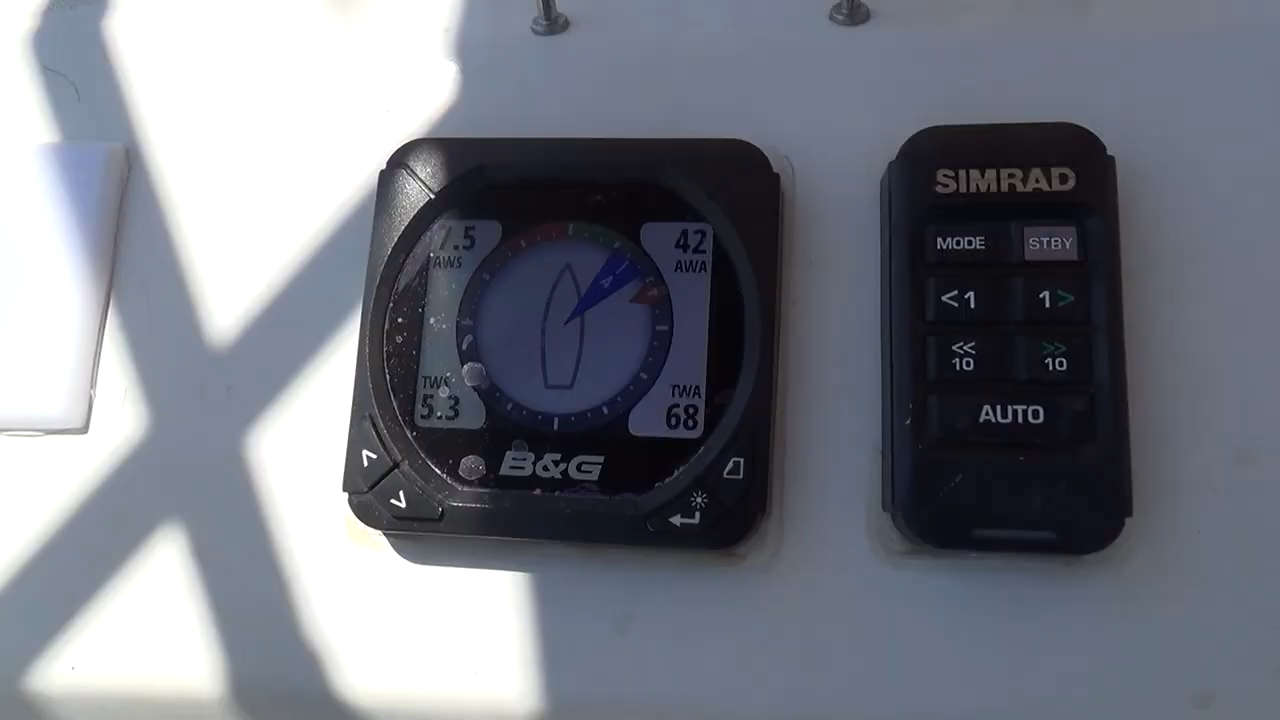 7.5
AWS
42
AWA
A
TWS
5.3
TWA
68
B&G
SIMRAD
MODE STBY
<1 1>
<< >>
10 10
AUTO